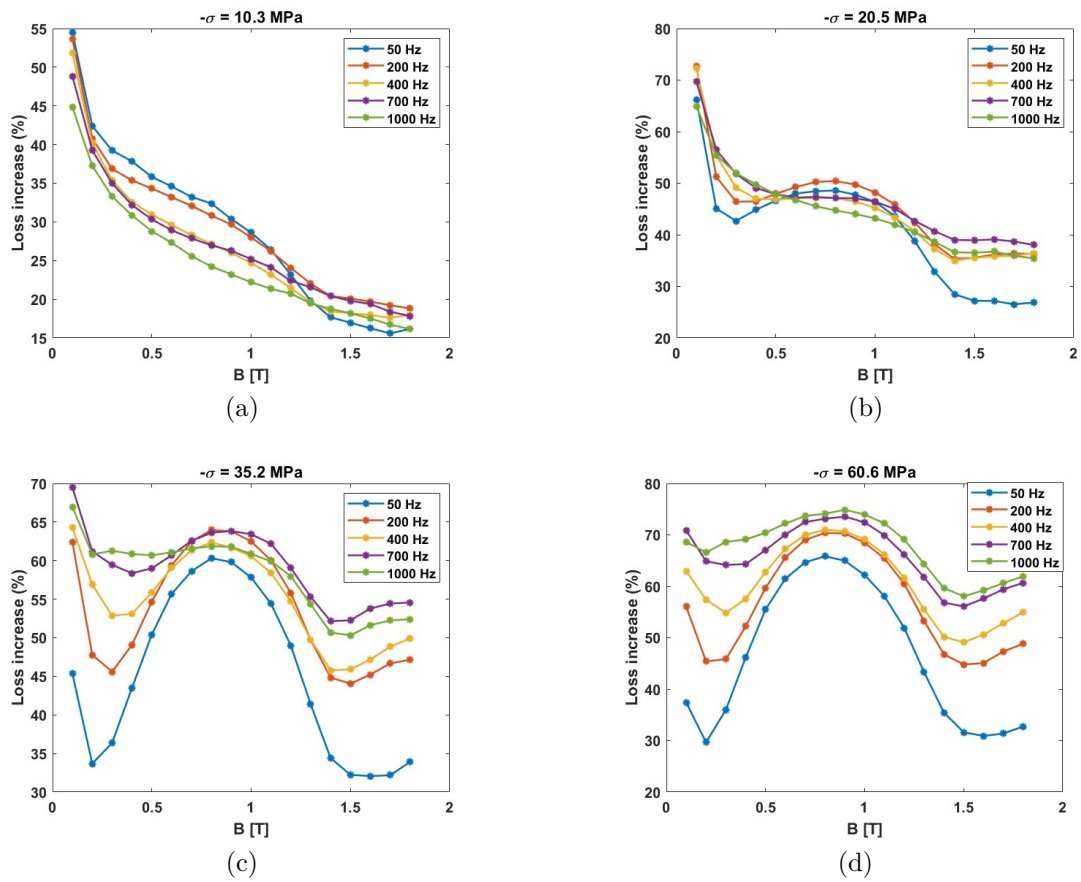 -σ = 10.3 MPa
55
50
45
40
35
30
25
20
15
Loss increase (%)
50 Hz
200 Hz
400 Hz
700 Hz
1000 Hz
0
0.5
1
1.5
2
B [T]
(a)
-σ = 20.5 MPa
80
70
60
50
40
30
20
Loss increase (%)
50 Hz
200 Hz
400 Hz
700 Hz
1000 Hz
0
0.5
1
1.5
2
B [T]
(b)
-σ = 35.2 MPa
70
65
60
55
50
45
40
35
30
Loss increase (%)
50 Hz
200 Hz
400 Hz
700 Hz
1000 Hz
0
0.5
1
1.5
2
B [T]
(c)
-σ = 60.6 MPa
80
70
60
50
40
30
20
Loss increase (%)
50 Hz
200 Hz
400 Hz
700 Hz
1000 Hz
0
0.5
1
1.5
2
B [T]
(d)